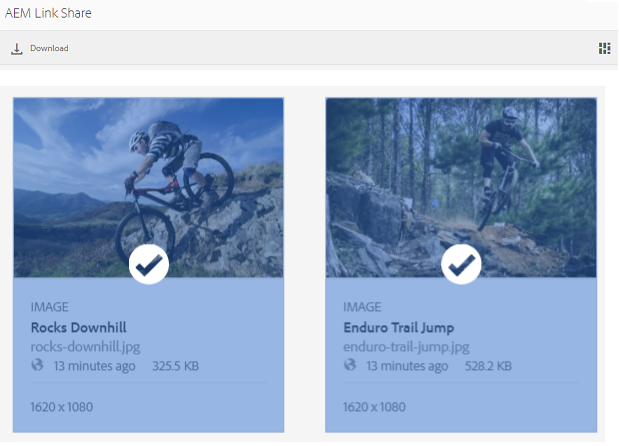 AEM Link Share
Download
IMAGE
Rocks Downhill
rocks-downhill.jpg
13 minutes ago 325.5 KB
1620 x 1080
IMAGE
Enduro Trail Jump
enduro-trail-jump.jpg
13 minutes ago 528.2 KB
1620 x 1080